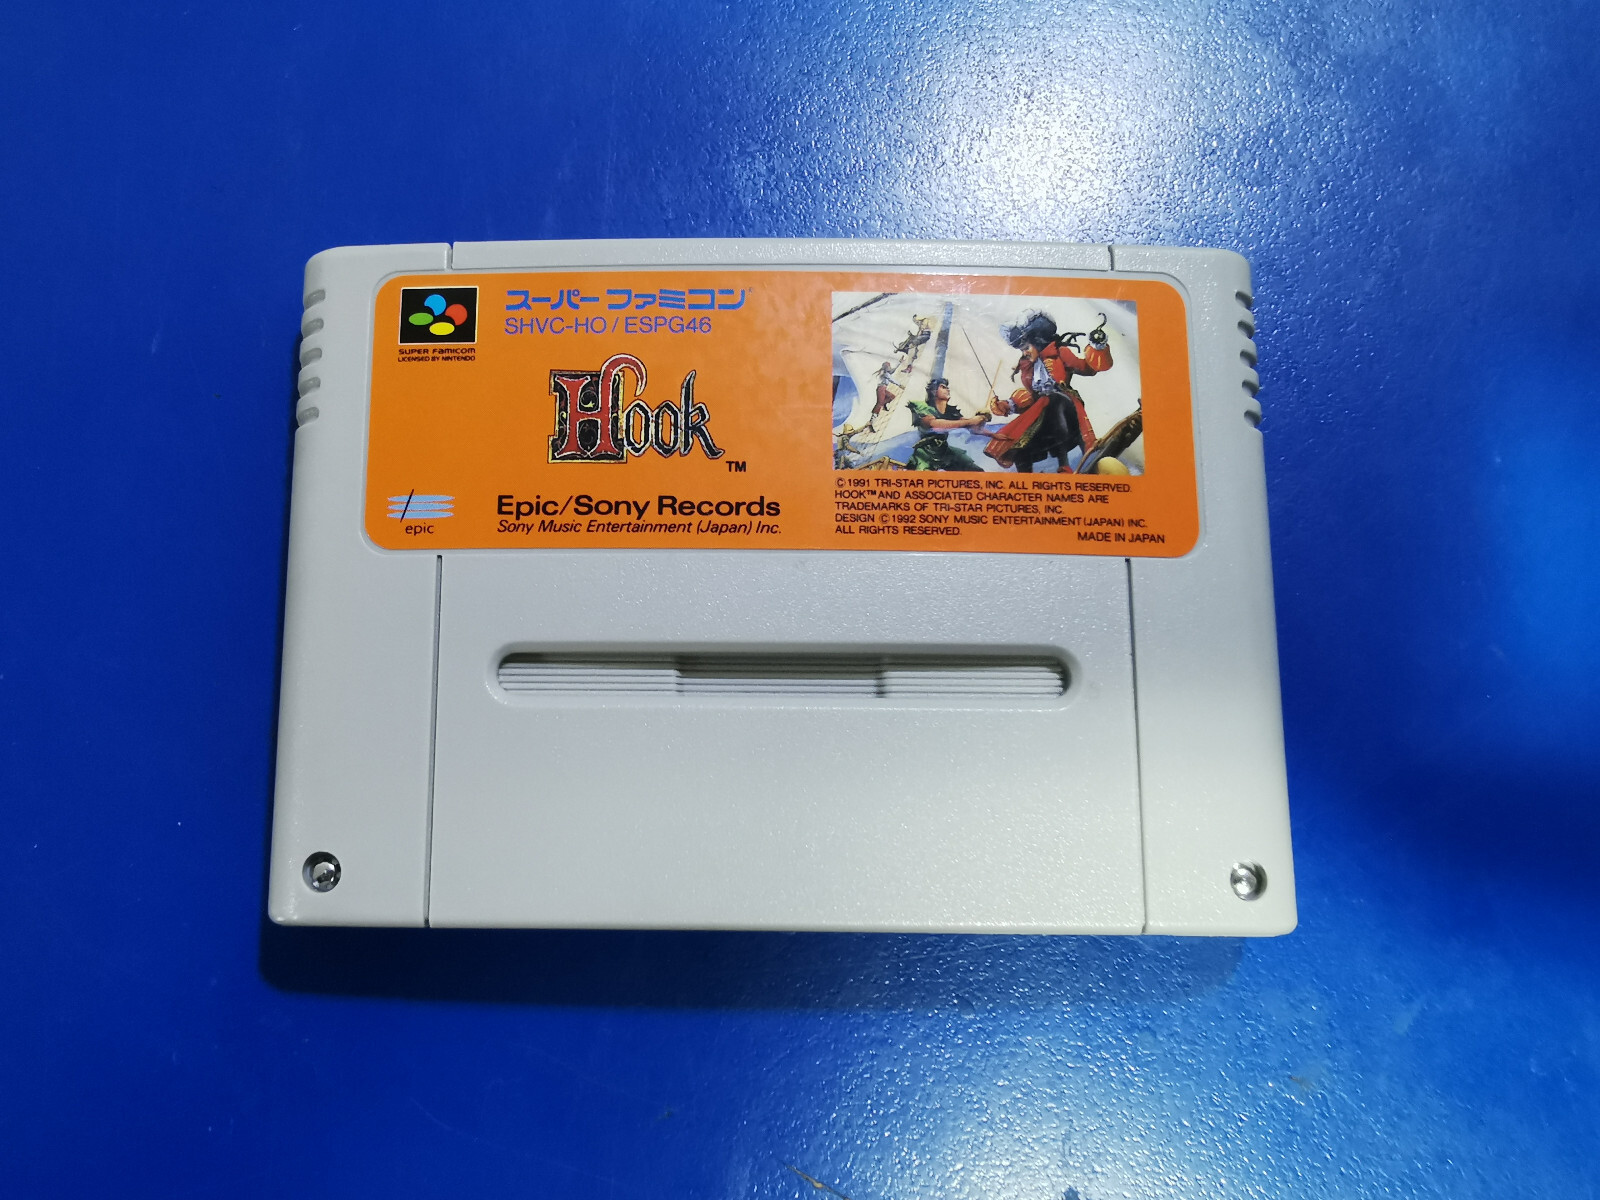 スーパーファミコン
SHVC-HO / ESPG46
SUPER FAMICOM
LICENSED BY NINTENDO
Hook
TM
epic
Epic/Sony Records
Sony Music Entertainment (Japan) Inc.
© 1991 TRI-STAR PICTURES, INC. ALL RIGHTS RESERVED.
HOOK™ AND ASSOCIATED CHARACTER NAMES ARE
TRADEMARKS OF TRI-STAR PICTURES, INC.
DESIGN © 1992 SONY MUSIC ENTERTAINMENT (JAPAN) INC.
ALL RIGHTS RESERVED.
MADE IN JAPAN